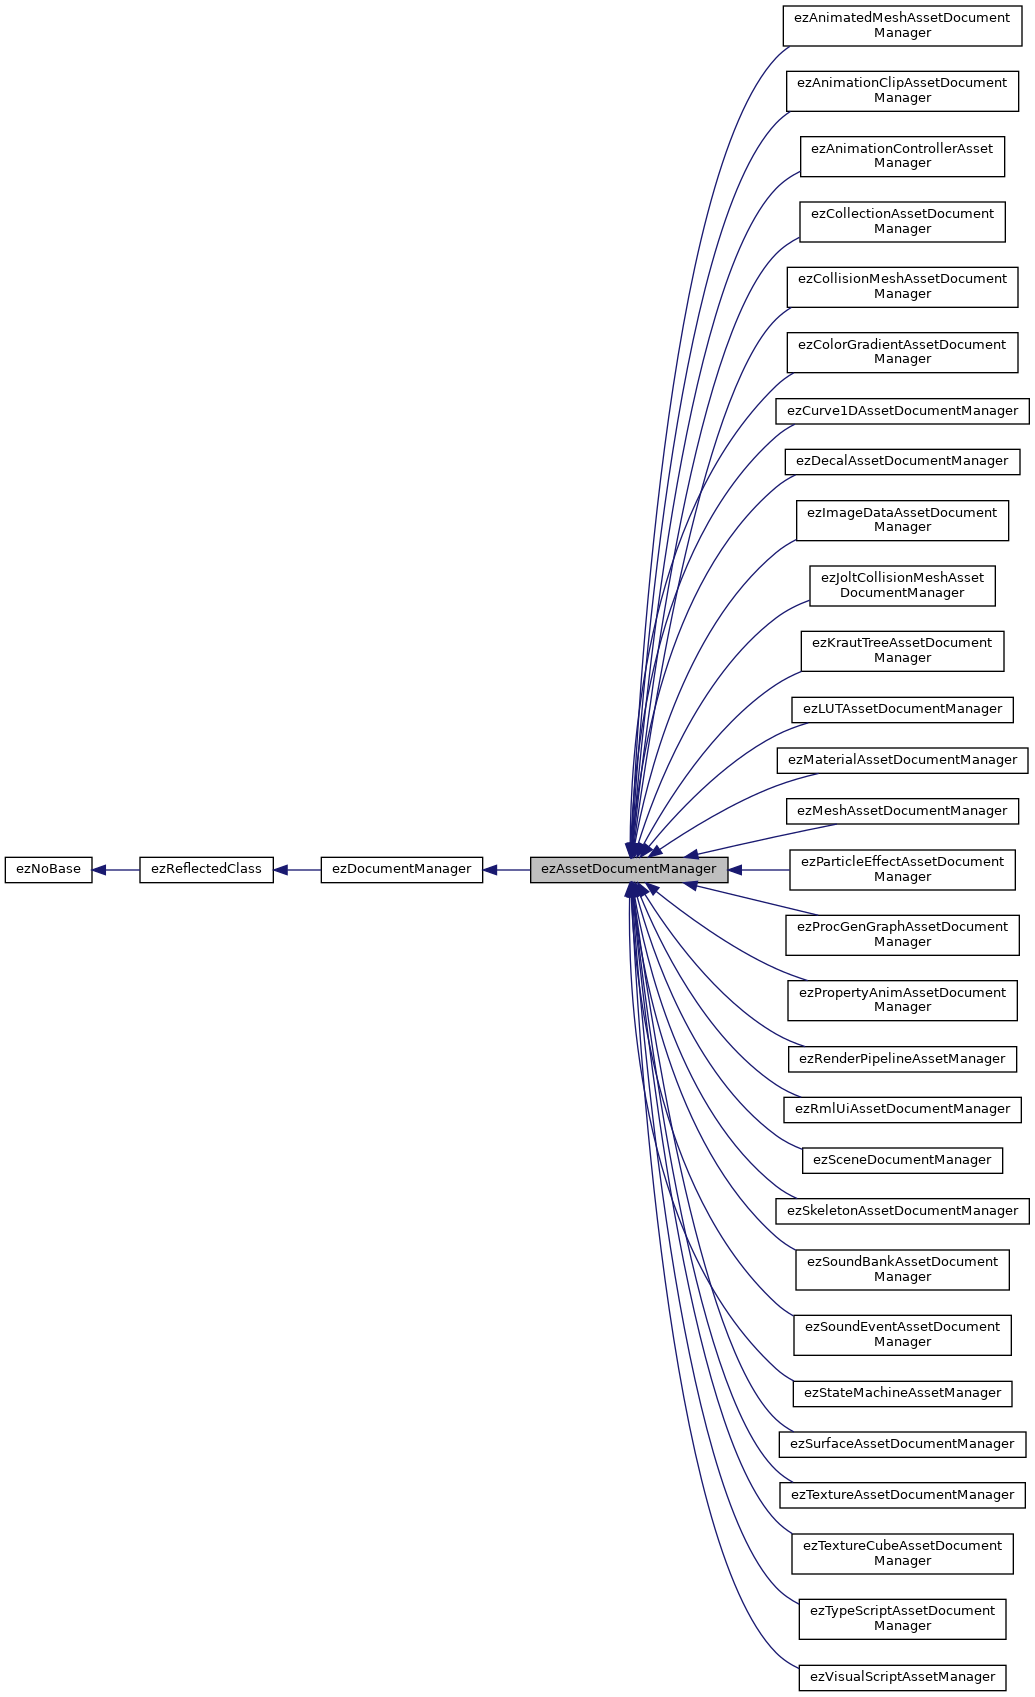 ezAnimatedMeshAssetDocument
Manager
ezAnimationClipAssetDocument
Manager
ezAnimationControllerAsset
Manager
ezCollectionAssetDocument
Manager
ezCollisionMeshAssetDocument
Manager
ezColorGradientAssetDocument
Manager
ezCurve1DAssetDocumentManager
ezDecalAssetDocumentManager
ezImageDataAssetDocument
Manager
ezJoltCollisionMeshAsset
DocumentManager
ezKrautTreeAssetDocument
Manager
ezLUTAssetDocumentManager
ezMaterialAssetDocumentManager
ezMeshAssetDocumentManager
ezNoBase
ezReflectedClass
ezDocumentManager
ezAssetDocumentManager
ezParticleEffectAssetDocument
Manager
ezProcGenGraphAssetDocument
Manager
ezPropertyAnimAssetDocument
Manager
ezRenderPipelineAssetManager
ezRmlUiAssetDocumentManager
ezSceneDocumentManager
ezSkeletonAssetDocumentManager
ezSoundBankAssetDocument
Manager
ezSoundEventAssetDocument
Manager
ezStateMachineAssetManager
ezSurfaceAssetDocumentManager
ezTextureAssetDocumentManager
ezTextureCubeAssetDocument
Manager
ezTypeScriptAssetDocument
Manager
ezVisualScriptAssetManager